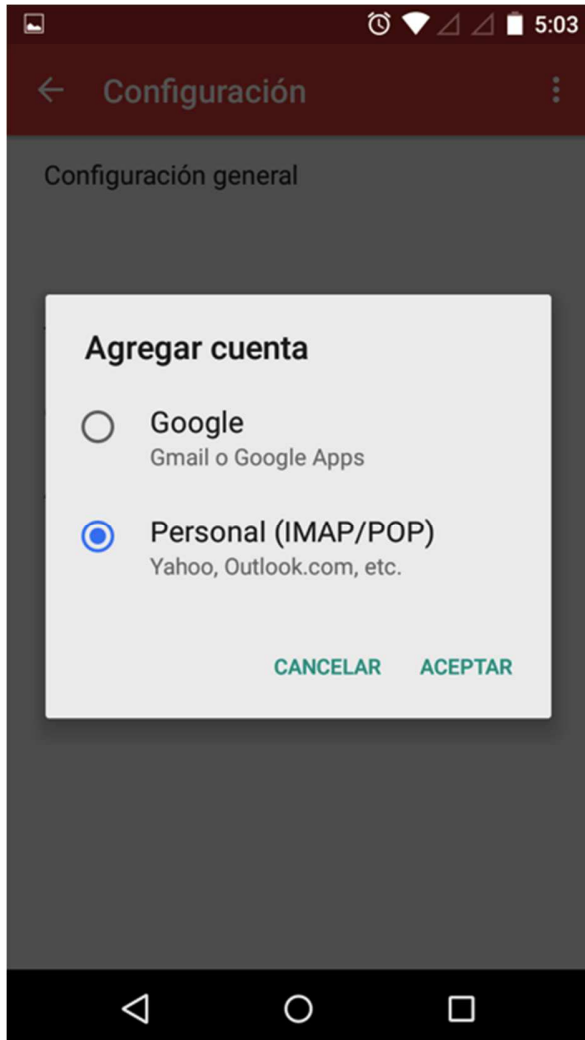 5:03
Configuración
Configuración general
Agregar cuenta
Google
Gmail o Google Apps
Personal (IMAP/POP)
Yahoo, Outlook.com, etc.
CANCELAR ACEPTAR